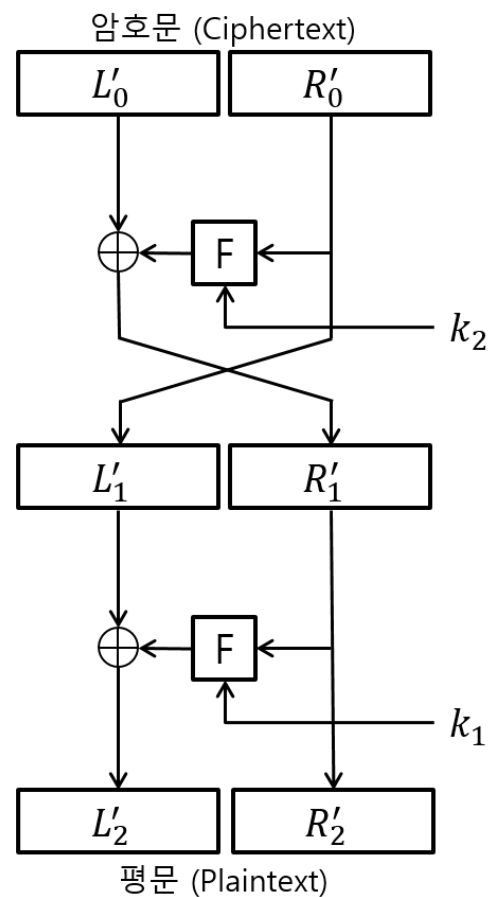 암호문 (Ciphertext)
L′₀ R′₀
F
k₂
L′₁ R′₁
F
k₁
L′₂ R′₂
평문 (Plaintext)